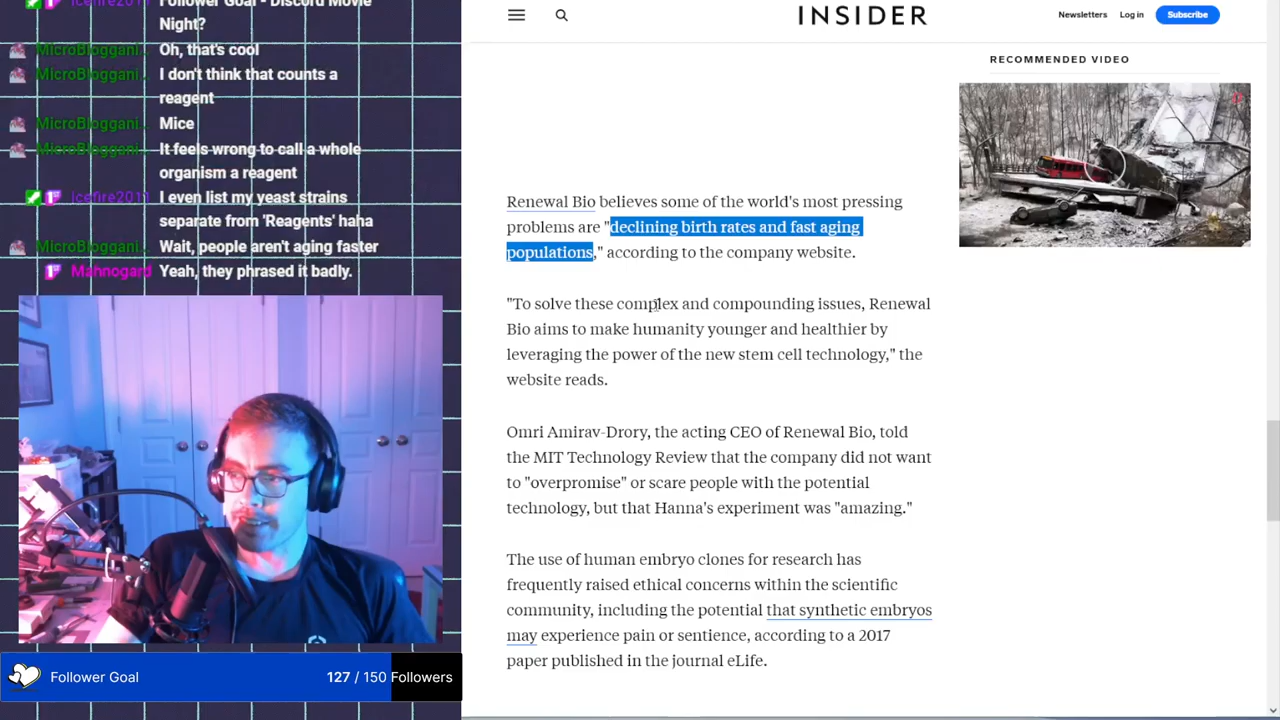 Follower Goal - Discord Movie
Night?
MicroBloggani... Oh, that's cool
MicroBloggani... I don't think that counts a
reagent
MicroBloggani... Mice
MicroBloggani... It feels wrong to call a whole
organism a reagent
icefire2011 I even list my yeast strains
separate from 'Reagents' haha
MicroBloggani... Wait, people aren't aging faster
Mahnogard Yeah, they phrased it badly.
Follower Goal 127 / 150 Followers
INSIDER
Newsletters Log in Subscribe
RECOMMENDED VIDEO
Renewal Bio believes some of the world's most pressing
problems are "declining birth rates and fast aging
populations," according to the company website.
"To solve these complex and compounding issues, Renewal
Bio aims to make humanity younger and healthier by
leveraging the power of the new stem cell technology," the
website reads.
Omri Amirav-Drory, the acting CEO of Renewal Bio, told
the MIT Technology Review that the company did not want
to "overpromise" or scare people with the potential
technology, but that Hanna's experiment was "amazing."
The use of human embryo clones for research has
frequently raised ethical concerns within the scientific
community, including the potential that synthetic embryos
may experience pain or sentience, according to a 2017
paper published in the journal eLife.